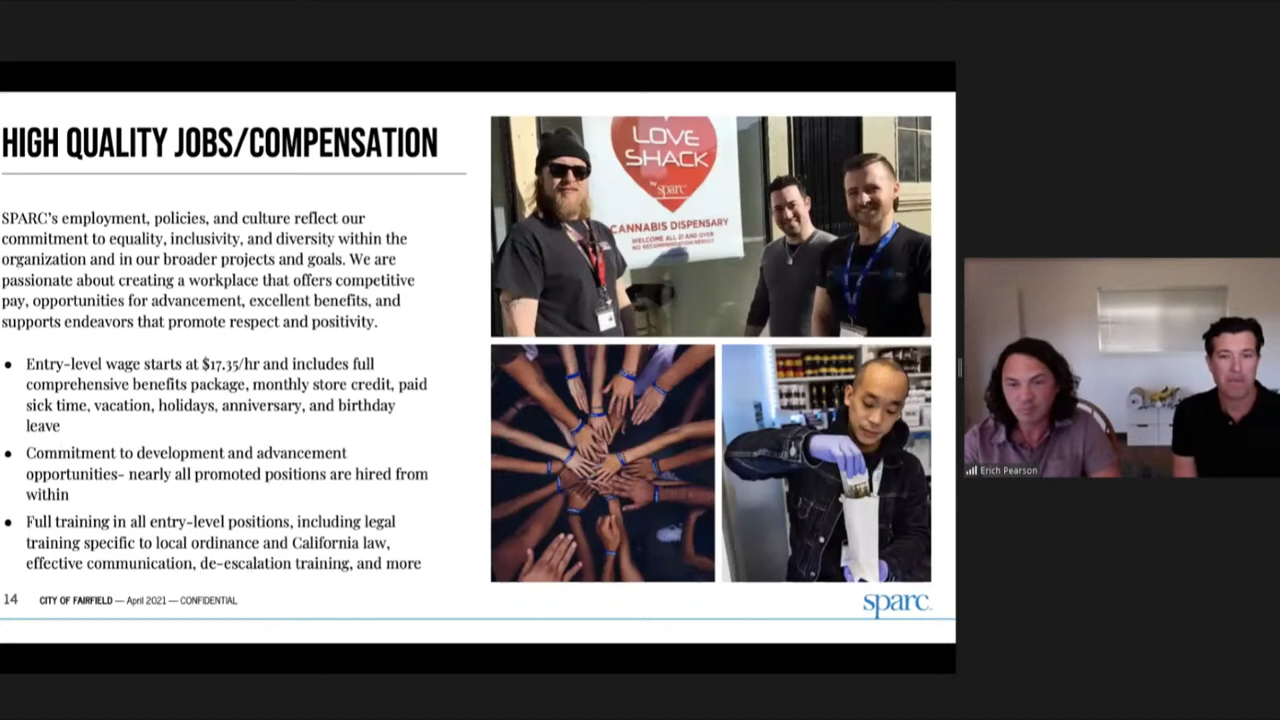 HIGH QUALITY JOBS/COMPENSATION
SPARC's employment, policies, and culture reflect our
commitment to equality, inclusivity, and diversity within the
organization and in our broader projects and goals. We are
passionate about creating a workplace that offers competitive
pay, opportunities for advancement, excellent benefits, and
supports endeavors that promote respect and positivity.
● Entry-level wage starts at $17.35/hr and includes full
comprehensive benefits package, monthly store credit, paid
sick time, vacation, holidays, anniversary, and birthday
leave
● Commitment to development and advancement
opportunities- nearly all promoted positions are hired from
within
● Full training in all entry-level positions, including legal
training specific to local ordinance and California law,
effective communication, de-escalation training, and more
LOVE
SHACK
by sparc
CANNABIS DISPENSARY
WELCOME ALL 21 AND OVER
NO RECOMMENDATION NEEDED
14 CITY OF FAIRFIELD — April 2021 — CONFIDENTIAL
sparc
Erich Pearson